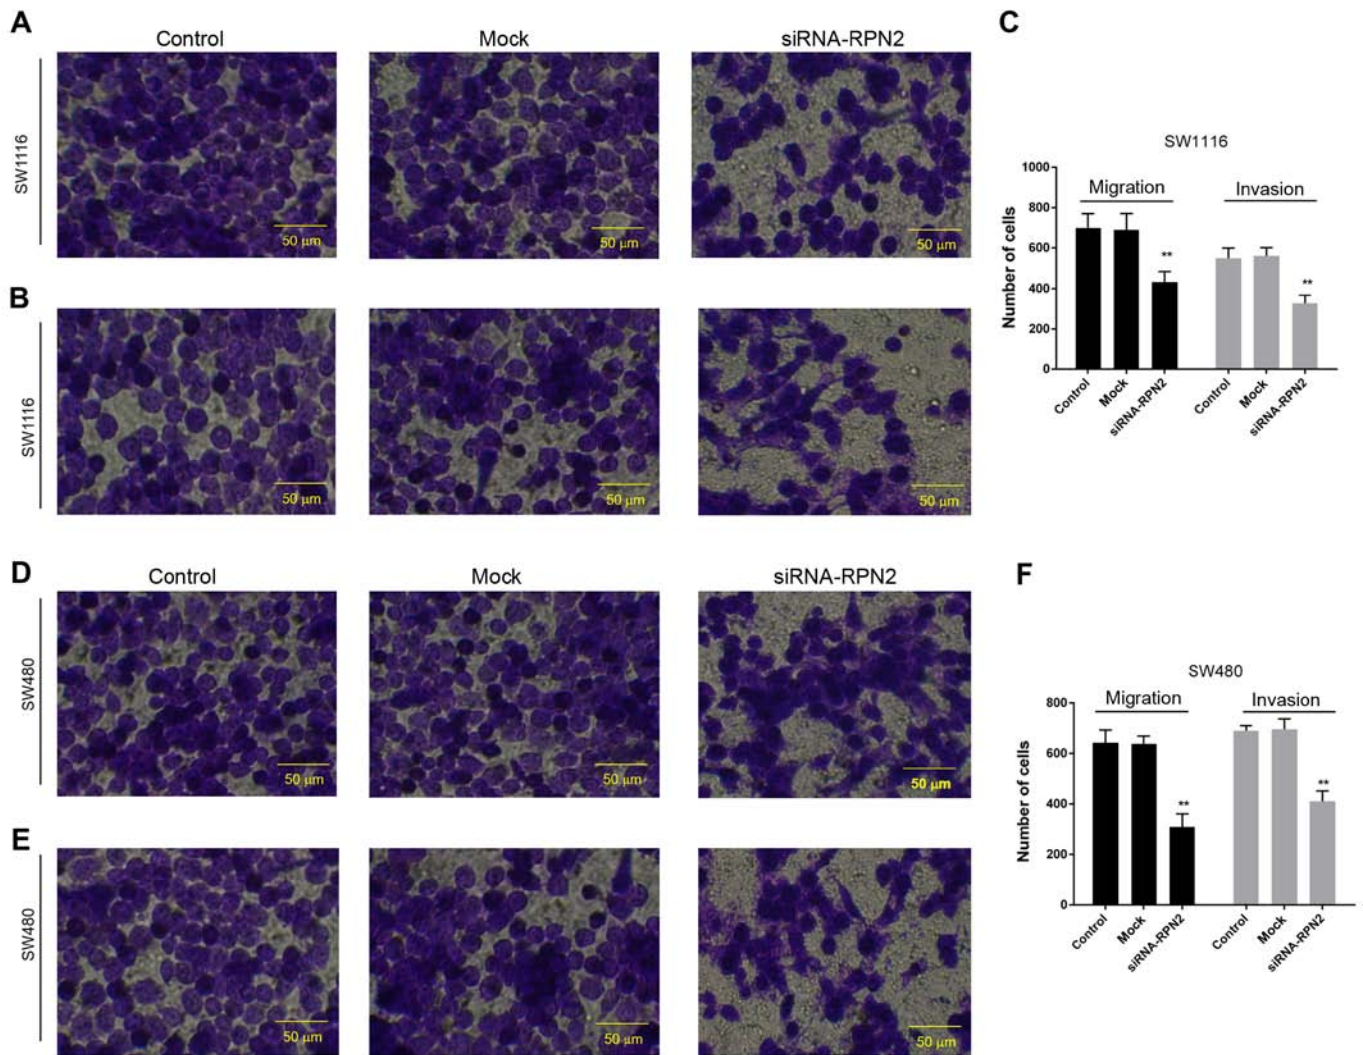 A
Control
Mock
siRNA-RPN2
SW1116
50 μm
50 μm
50 μm
B
SW1116
50 μm
50 μm
50 μm
C
SW1116
Number of cells
1000
800
600
400
200
0
Migration
Invasion
**
**
Control
Mock
siRNA-RPN2
Control
Mock
siRNA-RPN2
D
Control
Mock
siRNA-RPN2
SW480
50 μm
50 μm
50 μm
E
SW480
50 μm
50 μm
50 μm
F
SW480
Number of cells
800
600
400
200
0
Migration
Invasion
**
**
Control
Mock
siRNA-RPN2
Control
Mock
siRNA-RPN2